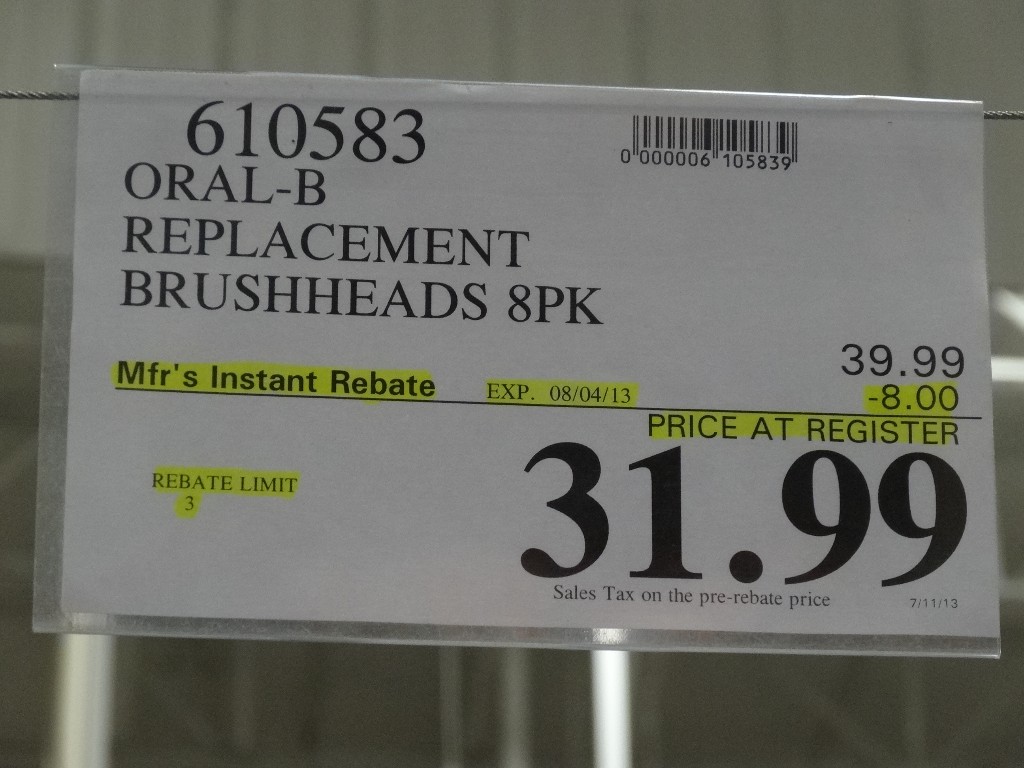 610583
0 000006 105839
ORAL-B
REPLACEMENT
BRUSHHEADS 8PK
39.99
Mfr's Instant Rebate EXP. 08/04/13 -8.00
PRICE AT REGISTER
REBATE LIMIT
3
31.99
Sales Tax on the pre-rebate price
7/11/13